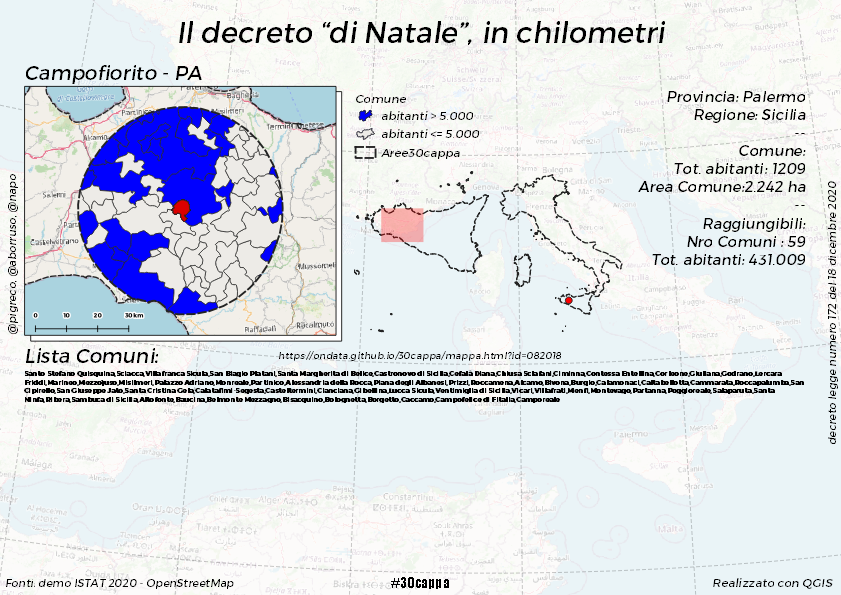 Il decreto “di Natale”, in chilometri
Campofiorito - PA
Comune
abitanti > 5.000
abitanti <= 5.000
Aree30cappa
Provincia: Palermo
Regione: Sicilia
--
Comune:
Tot. abitanti: 1209
Area Comune:2.242 ha
--
Raggiungibili:
Nro Comuni : 59
Tot. abitanti: 431.009
@pigreco, @aborruso, @napo
decreto legge numero 172 del 18 dicembre 2020
Salemi
Castelvetrano
Mussomeli
Piazza
Racalmuto
0 10 20 30 km
Lista Comuni:
https://ondata.github.io/30cappa/mappa.html?id=082018
Santo Stefano Quisquina,Sciacca,Villafranca Sicula,San Biagio Platani,Santa Margherita di Belice,Castronovo di Sicilia,Cefalà Diana,Chiusa Sclafani,Ciminna,Contessa Entellina,Corleone,Giuliana,Godrano,Lercara
Friddi,Marineo,Mezzojuso,Misilmeri,Palazzo Adriano,Monreale,Partinico,Alessandria della Rocca,Piana degli Albanesi,Prizzi,Roccamena,Alcamo,Bivona,Burgio,Calamonaci,Caltabellotta,Cammarata,Roccapalumba,San
Cipirello,San Giuseppe Jato,Santa Cristina Gela,Calatafimi-Segesta,Casteltermini,Cianciana,Gibellina,Lucca Sicula,Ventimiglia di Sicilia,Vicari,Villafrati,Menfi,Montevago,Partanna,Poggioreale,Salaparuta,Santa
Ninfa,Ribera,Sambuca di Sicilia,Altofonte,Baucina,Belmonte Mezzagno,Bisacquino,Bolognetta,Borgetto,Caccamo,Campofelice di Fitalia,Camporeale
Constantine
Malta
Fonti: demo ISTAT 2020 - OpenStreetMap
#30cappa
Realizzato con QGIS